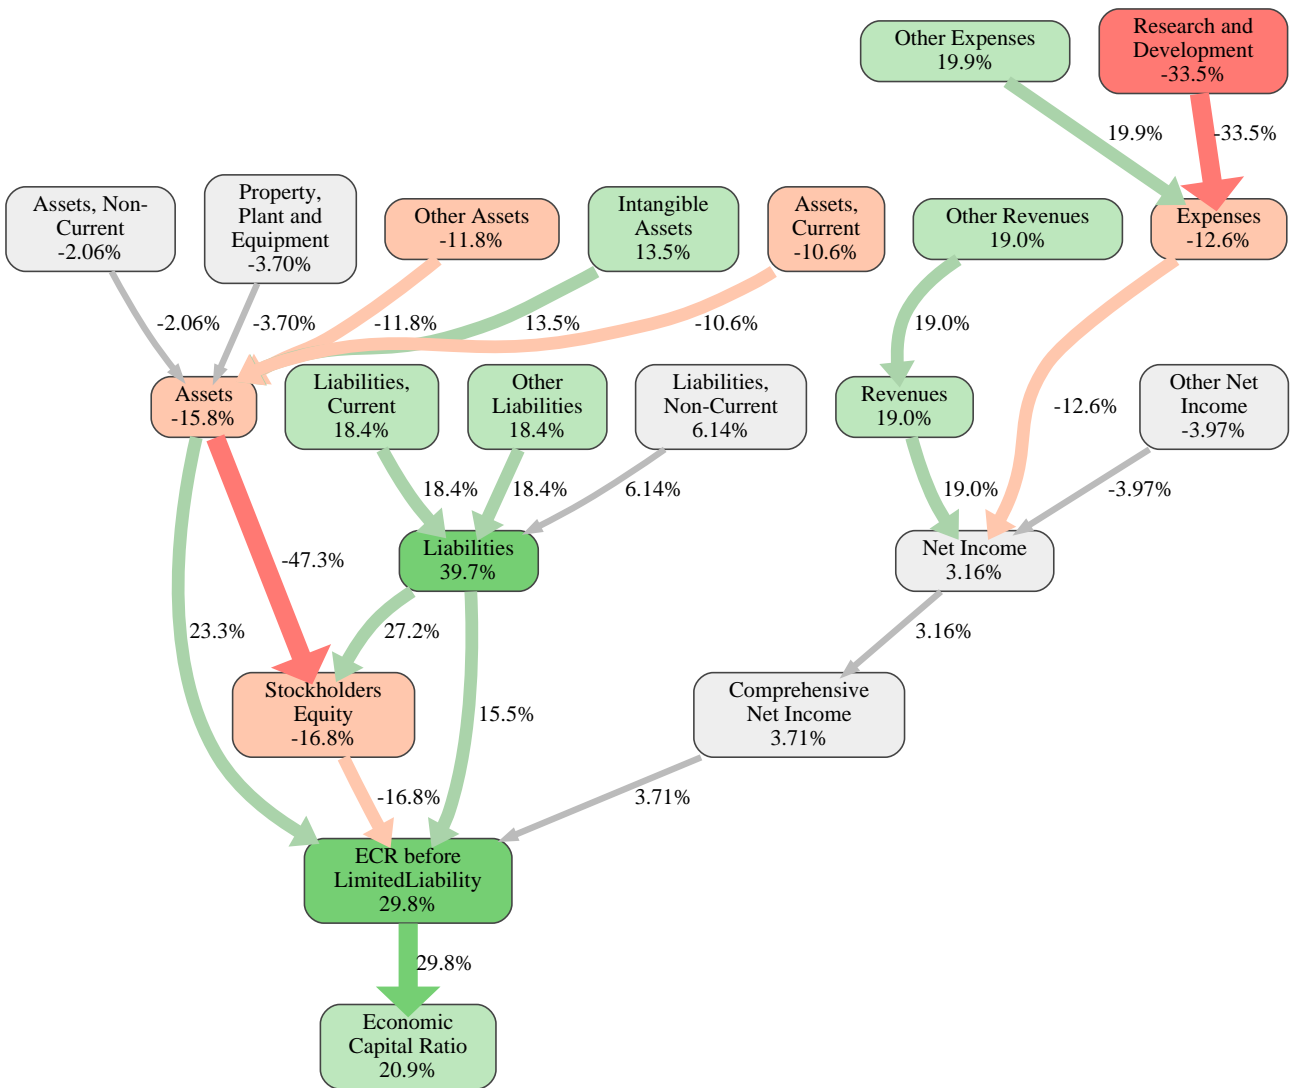 Other Expenses
19.9%
Research and
Development
-33.5%
19.9%
-33.5%
Assets, Non-
Current
-2.06%
Property,
Plant and
Equipment
-3.70%
Other Assets
-11.8%
Intangible
Assets
13.5%
Assets,
Current
-10.6%
Other Revenues
19.0%
Expenses
-12.6%
-2.06%
-3.70%
-11.8%
13.5%
-10.6%
19.0%
-12.6%
Assets
-15.8%
Liabilities,
Current
18.4%
Other
Liabilities
18.4%
Liabilities,
Non-Current
6.14%
Revenues
19.0%
Other Net
Income
-3.97%
18.4%
18.4%
6.14%
19.0%
-3.97%
-47.3%
Liabilities
39.7%
Net Income
3.16%
23.3%
27.2%
3.16%
Stockholders
Equity
-16.8%
15.5%
Comprehensive
Net Income
3.71%
-16.8%
3.71%
ECR before
LimitedLiability
29.8%
29.8%
Economic
Capital Ratio
20.9%